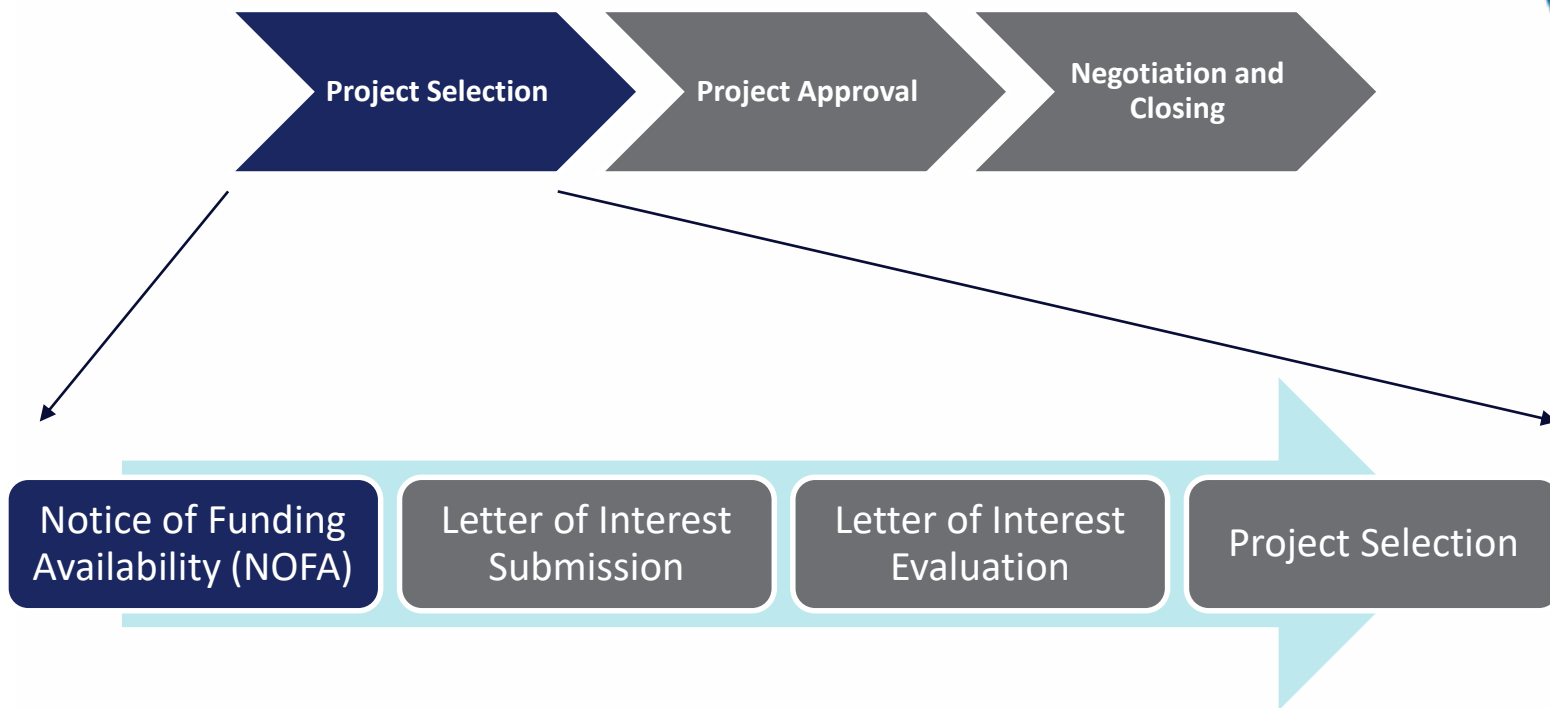 Project Selection
Project Approval
Negotiation and
Closing
Notice of Funding
Availability (NOFA)
Letter of Interest
Submission
Letter of Interest
Evaluation
Project Selection